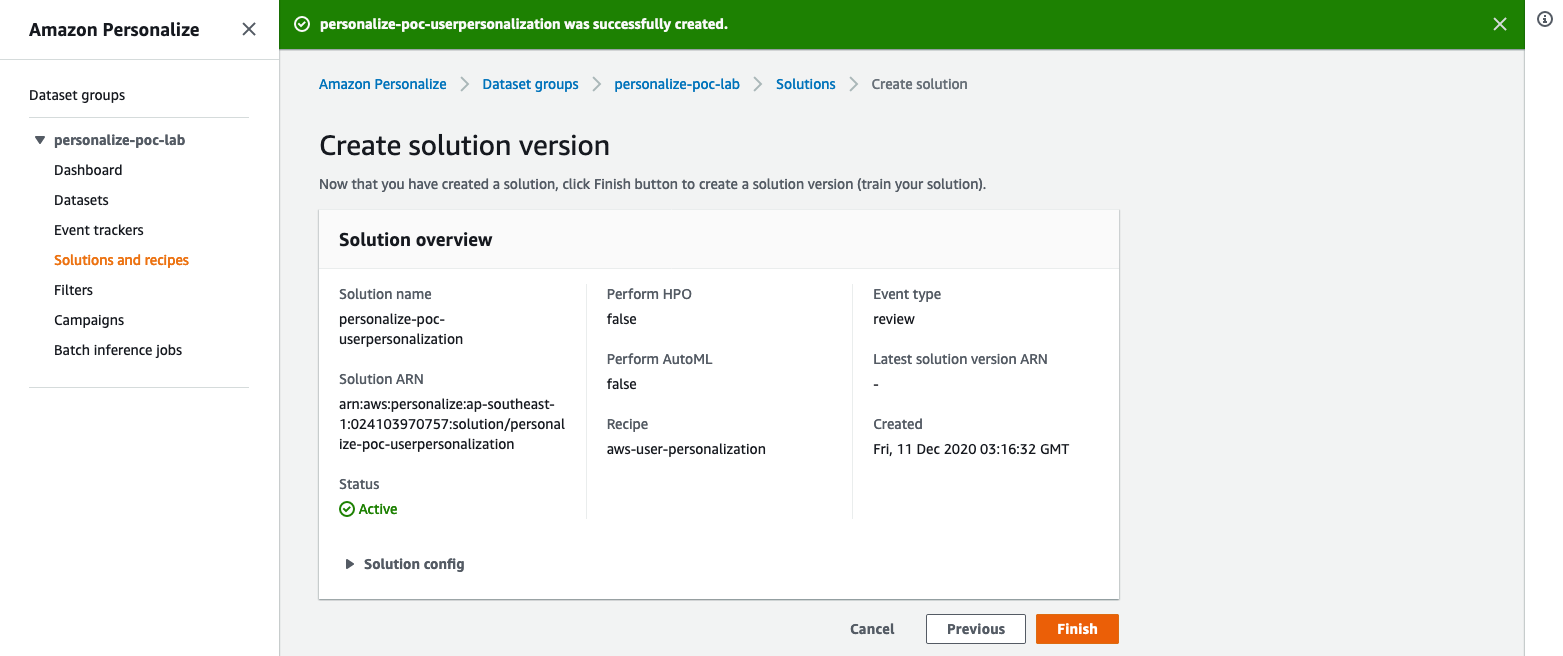 Amazon Personalize
personalize-poc-userpersonalization was successfully created.
Dataset groups
personalize-poc-lab
Dashboard
Datasets
Event trackers
Solutions and recipes
Filters
Campaigns
Batch inference jobs
Amazon Personalize
Dataset groups
personalize-poc-lab
Solutions
Create solution
Create solution version
Now that you have created a solution, click Finish button to create a solution version (train your solution).
Solution overview
Solution name
personalize-poc-
userpersonalization
Solution ARN
arn:aws:personalize:ap-southeast-
1:024103970757:solution/personal
ize-poc-userpersonalization
Status
Active
Perform HPO
false
Perform AutoML
false
Recipe
aws-user-personalization
Event type
review
Latest solution version ARN
-
Created
Fri, 11 Dec 2020 03:16:32 GMT
Solution config
Cancel
Previous
Finish